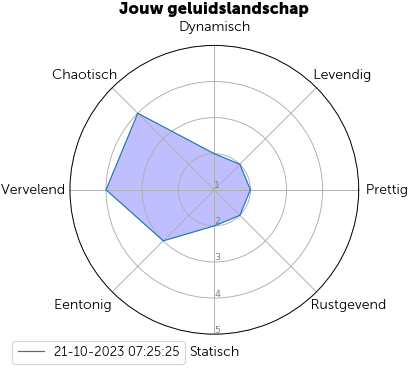 Jouw geluidslandschap
Dynamisch
Chaotisch
Levendig
Vervelend
1
Prettig
2
3
Eentonig
4
Rustgevend
5
21-10-2023 07:25:25
Statisch